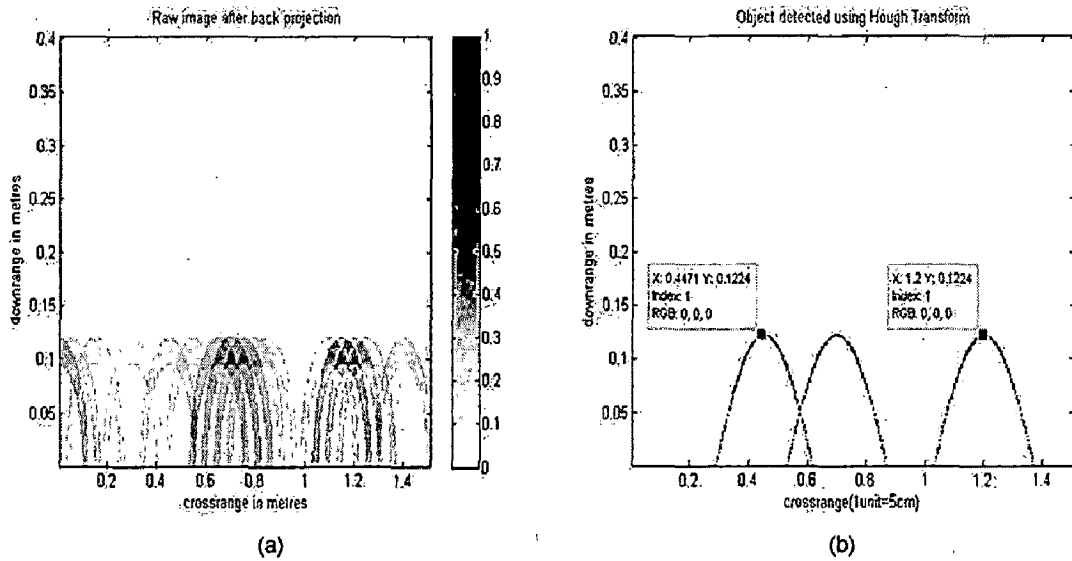 Raw image after back projection
0.4
0.35
0.3
0.25
0.2
0.15
0.1
0.05
downrange in metres
0.2 0.4 0.6 0.8 1 1.2 1.4
crossrange in metres
1
0.9
0.8
0.7
0.6
0.5
0.4
0.3
0.2
0.1
0
(a)
Object detected using Hough Transform
0.4
0.35
0.3
0.25
0.2
0.15
0.1
0.05
downrange in metres
X: 0.4471 Y: 0.1224
Index: 1
RGB: 0, 0, 0
X: 1.2 Y: 0.1224
Index: 1
RGB: 0, 0, 0
0.2 0.4 0.6 0.8 1 1.2 1.4
crossrange(1unit=5cm)
(b)